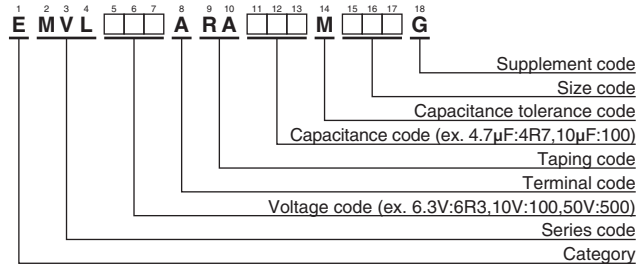 1 2 3 4 5 6 7 8 9 10 11 12 13 14 15 16 17 18
E MVL A RA M G
Supplement code
Size code
Capacitance tolerance code
Capacitance code (ex. 4.7µF:4R7,10µF:100)
Taping code
Terminal code
Voltage code (ex. 6.3V:6R3,10V:100,50V:500)
Series code
Category